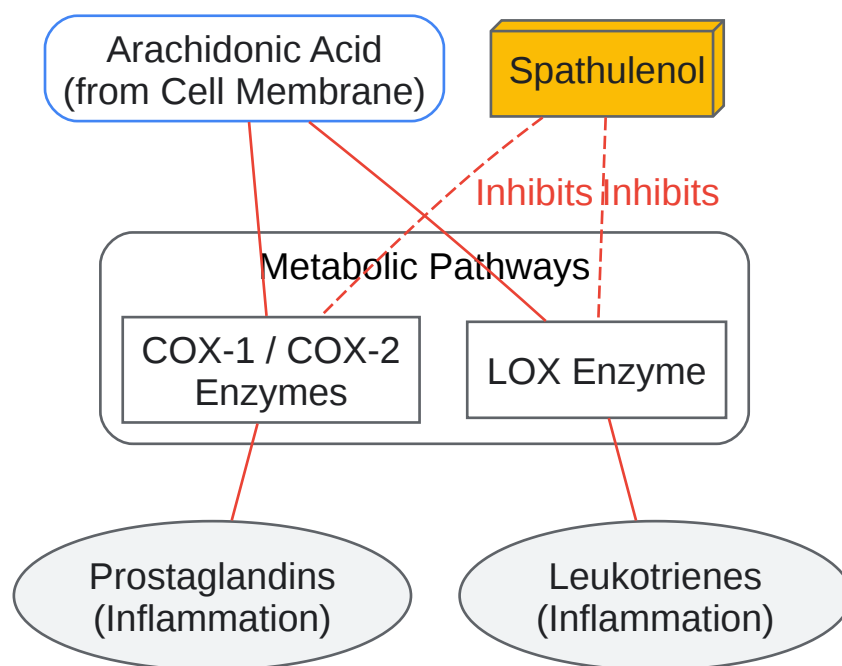 Arachidonic Acid
(from Cell Membrane)
Spathulenol
Inhibits
Inhibits
Metabolic Pathways
COX-1 / COX-2
Enzymes
LOX Enzyme
Prostaglandins
(Inflammation)
Leukotrienes
(Inflammation)